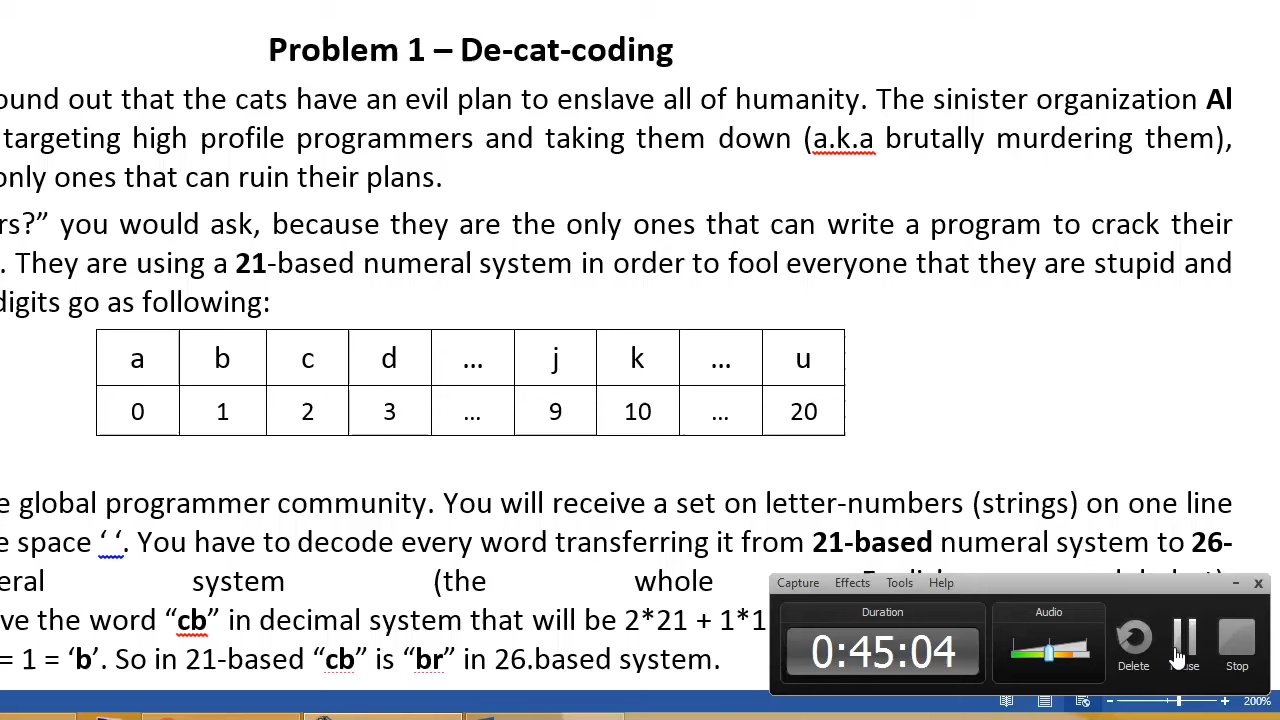 Problem 1 – De-cat-coding
ound out that the cats have an evil plan to enslave all of humanity. The sinister organization Al
targeting high profile programmers and taking them down (a.k.a brutally murdering them),
only ones that can ruin their plans.
rs?” you would ask, because they are the only ones that can write a program to crack their
. They are using a 21-based numeral system in order to fool everyone that they are stupid and
digits go as following:
a b c d … j k … u
0 1 2 3 … 9 10 … 20
e global programmer community. You will receive a set on letter-numbers (strings) on one line
e space ‘ ‘. You have to decode every word transferring it from 21-based numeral system to 26-
eral system (the whole
ve the word “cb” in decimal system that will be 2*21 + 1*1
= 1 = ‘b’. So in 21-based “cb” is “br” in 26.based system.
Capture Effects Tools Help
Duration Audio
0:45:04
Delete Stop
200%